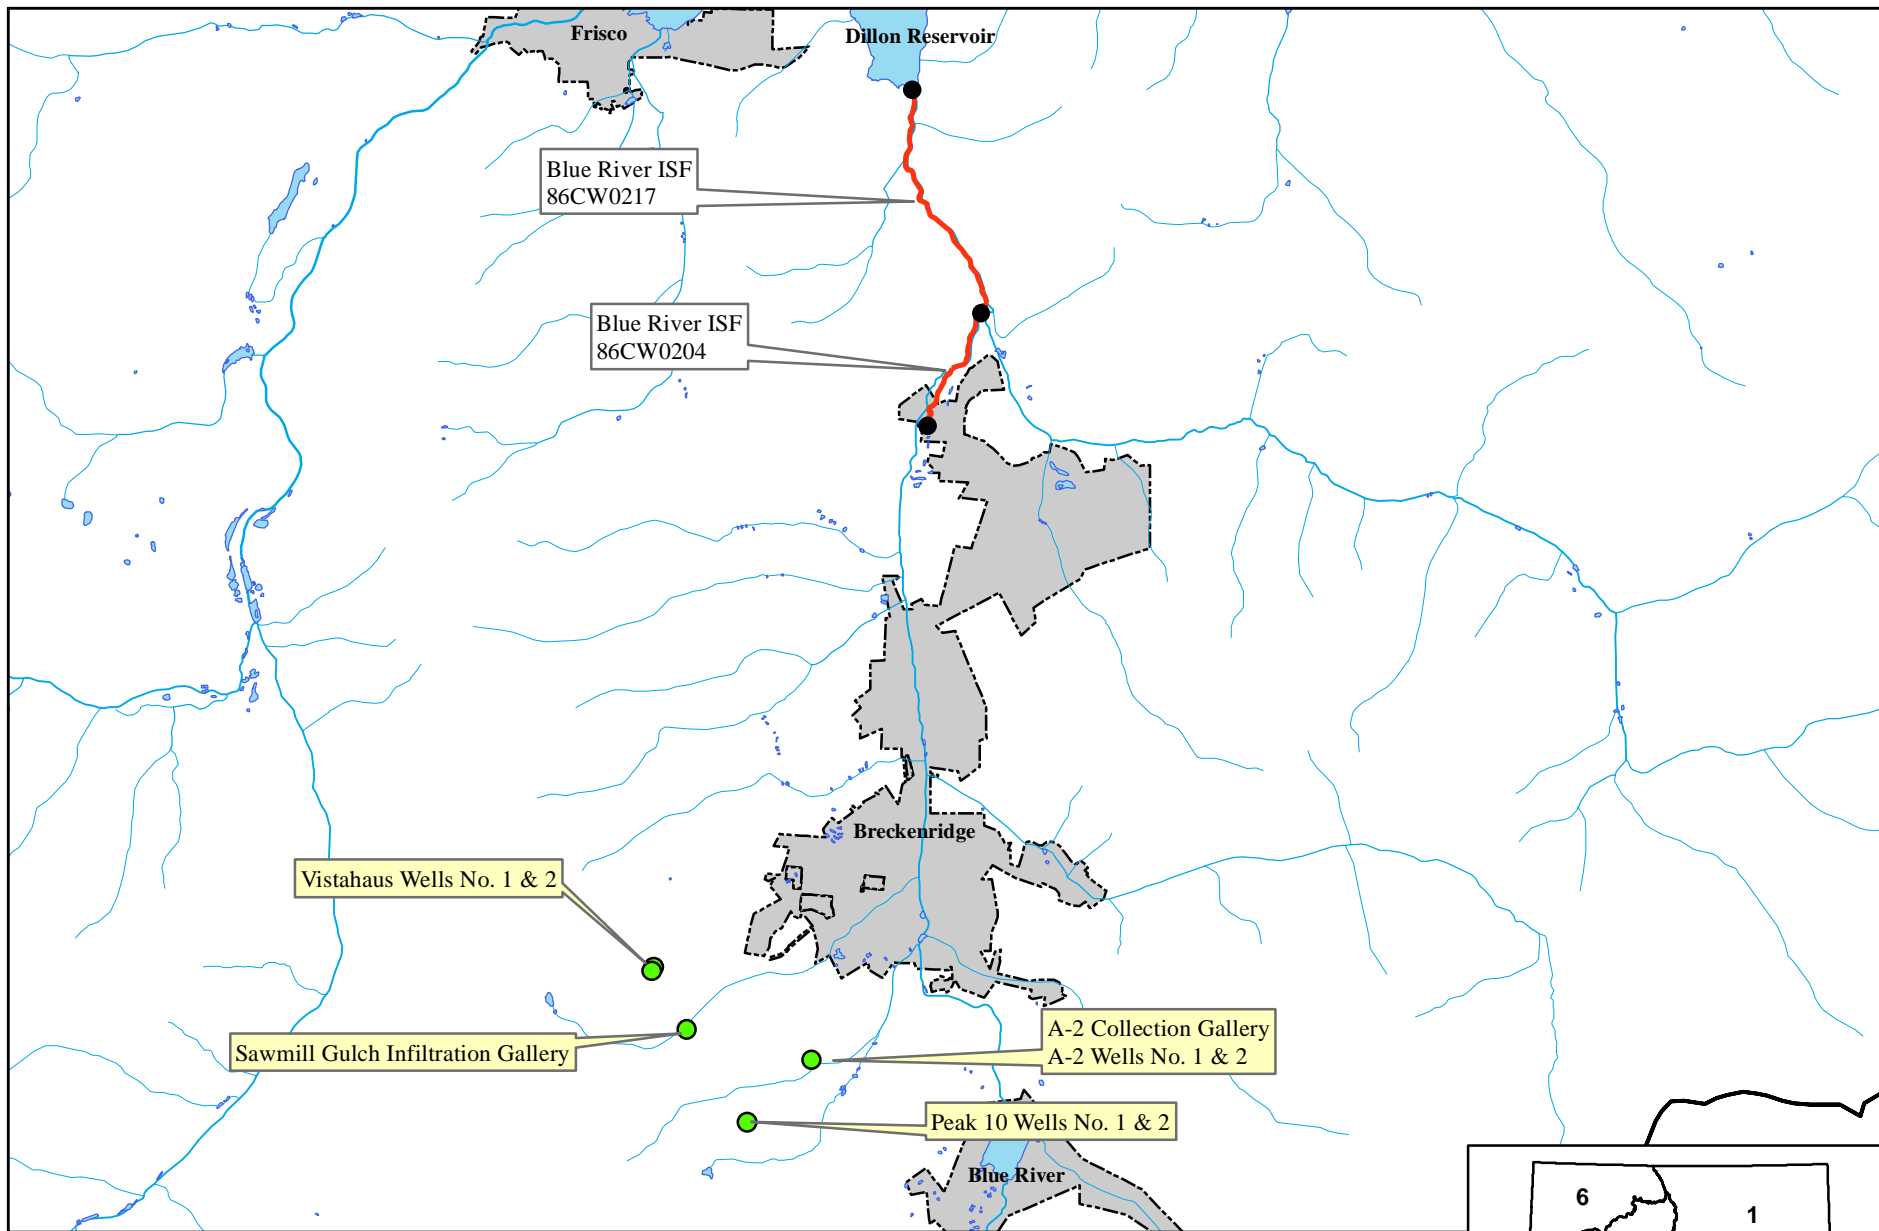 Frisco
Dillon Reservoir
Blue River ISF
86CW0217
Blue River ISF
86CW0204
Breckenridge
Vistahaus Wells No. 1 & 2
Sawmill Gulch Infiltration Gallery
A-2 Collection Gallery
A-2 Wells No. 1 & 2
Peak 10 Wells No. 1 & 2
Blue River
6
1